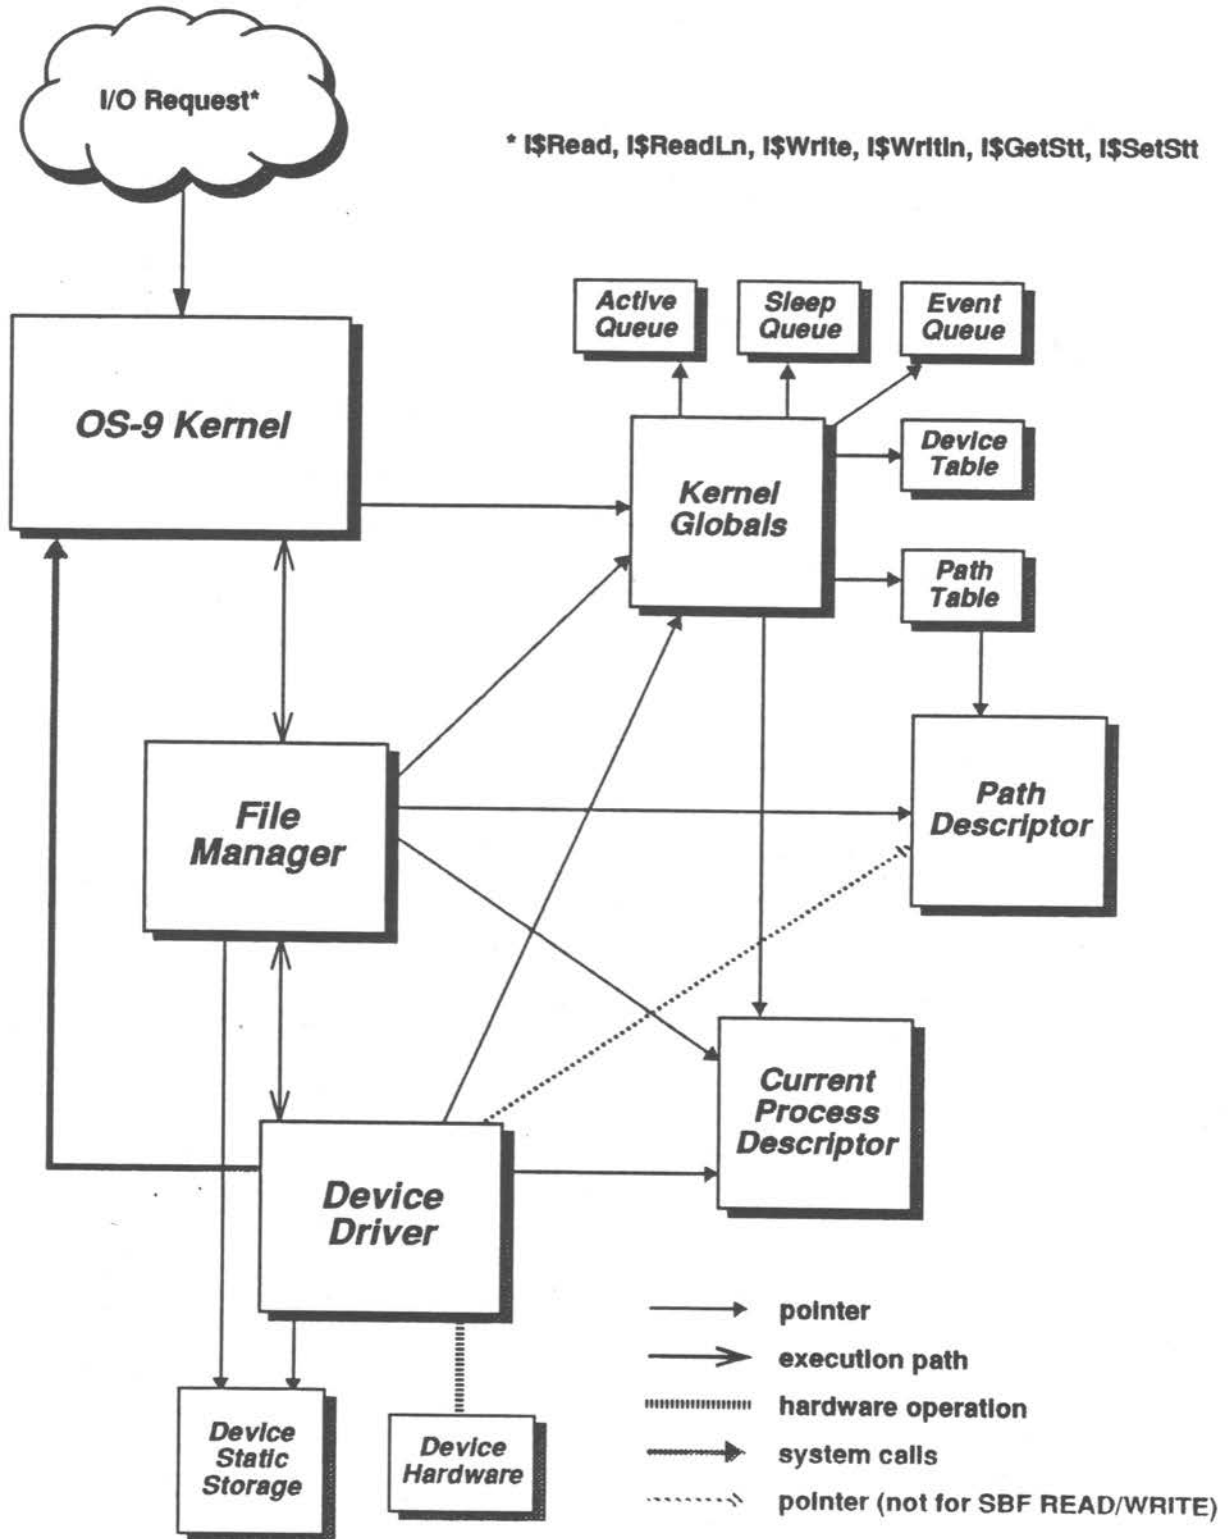 I/O Request*
* I$Read, I$ReadLn, I$Write, I$Writln, I$GetStt, I$SetStt
Active
Queue
Sleep
Queue
Event
Queue
OS-9 Kernel
Device
Table
Kernel
Globals
Path
Table
File
Manager
Path
Descriptor
Current
Process
Descriptor
Device
Driver
pointer
execution path
hardware operation
system calls
pointer (not for SBF READ/WRITE)
Device
Static
Storage
Device
Hardware